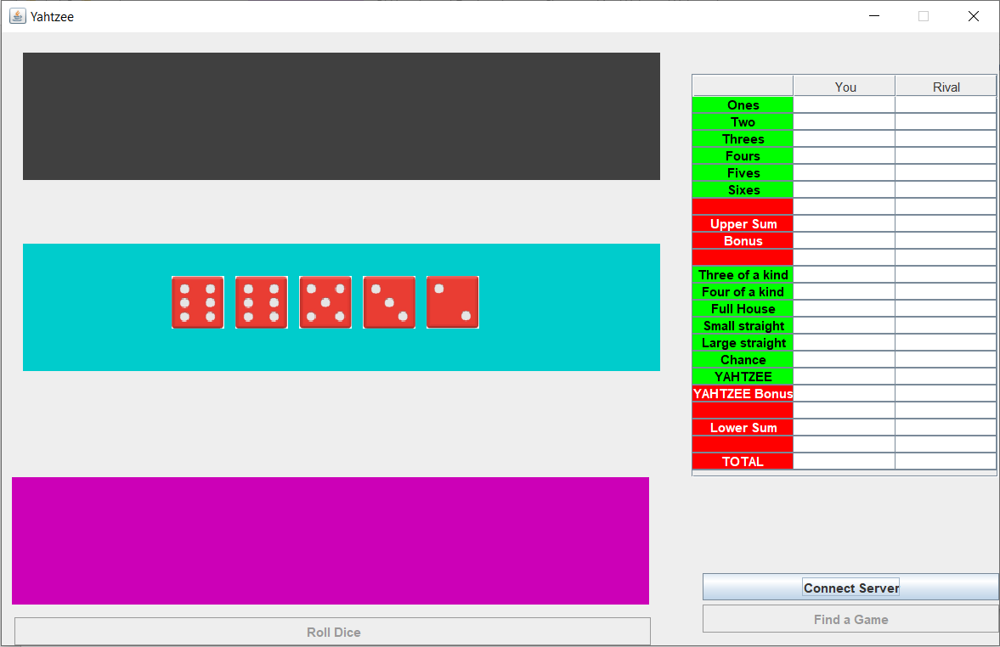 Yahtzee
You Rival
Ones
Two
Threes
Fours
Fives
Sixes
Upper Sum
Bonus
Three of a kind
Four of a kind
Full House
Small straight
Large straight
Chance
YAHTZEE
YAHTZEE Bonus
Lower Sum
TOTAL
Connect Server
Find a Game
Roll Dice